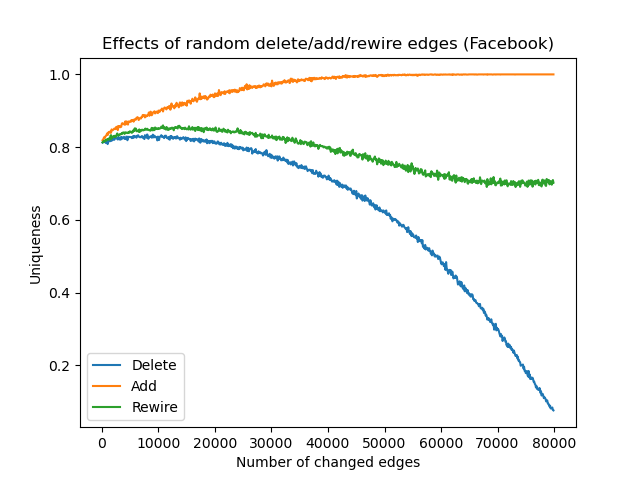 Effects of random delete/add/rewire edges (Facebook)
1.0
0.8
0.6
0.4
0.2
Uniqueness
Delete
Add
Rewire
0 10000 20000 30000 40000 50000 60000 70000 80000
Number of changed edges